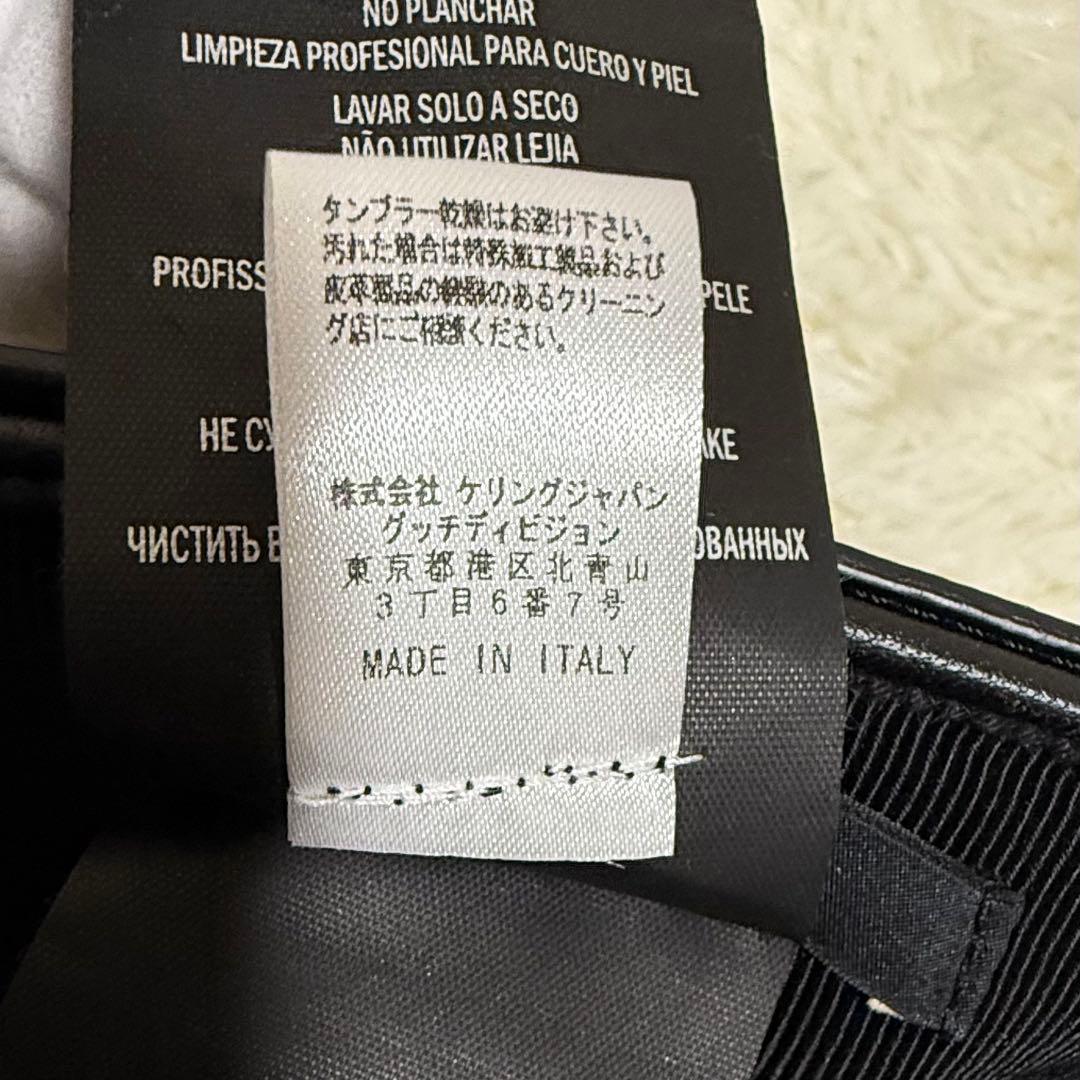 NO PLANCHAR
LIMPIEZA PROFESIONAL PARA CUERO Y PIEL
LAVAR SOLO A SECO
NÃO UTILIZAR LEJIA
タンブラー乾燥はお避け下さい。
汚れた場合は特殊加工製品および
皮革製品の経験のあるクリーニン
グ店にご相談ください。
PROFISS
PELE
НЕ СУ
ЧИСТИТЬ В
ОВАННЫХ
株式会社 ケリングジャパン
グッチディビジョン
東京都港区北青山
3丁目6番7号
MADE IN ITALY